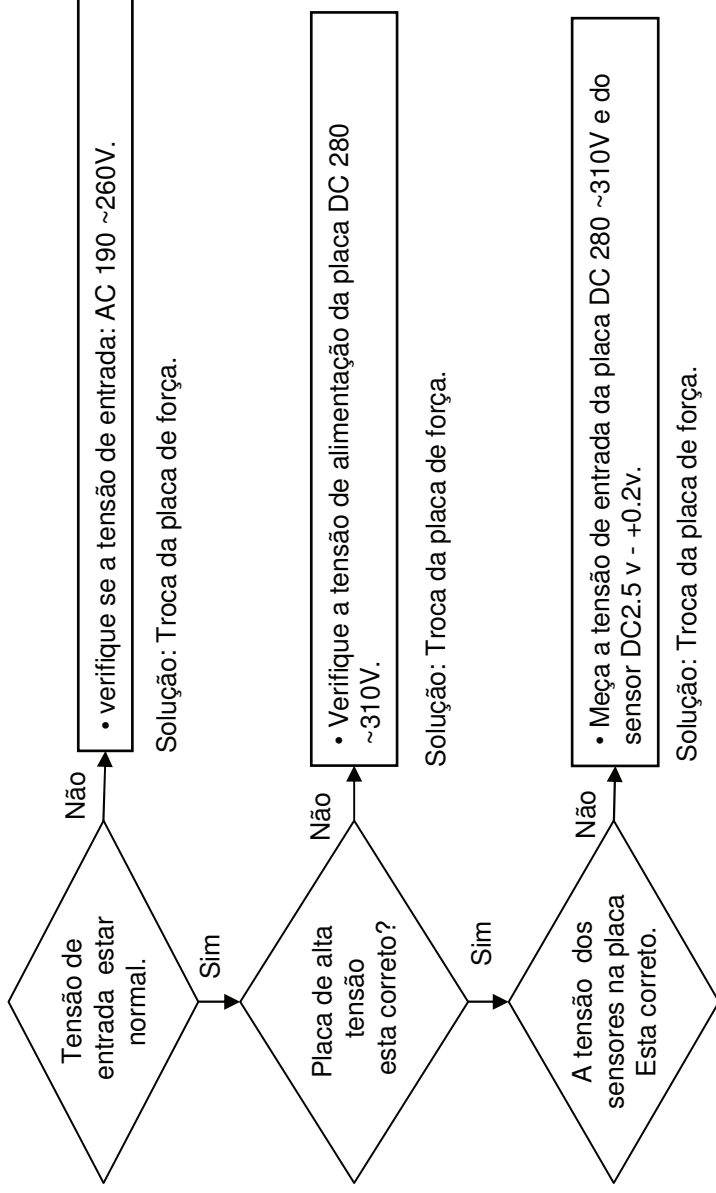 Tensão de
entrada estar
normal.
Não
• verifique se a tensão de entrada: AC 190 ~260V.
Solução: Troca da placa de força.
Sim
Placa de alta
tensão
esta correto?
Não
• Verifique a tensão de alimentação da placa DC 280
~310V.
Solução: Troca da placa de força.
Sim
A tensão dos
sensores na placa
Esta correto.
Não
• Meça a tensão de entrada da placa DC 280 ~310V e do
sensor DC2.5 v - +0.2v.
Solução: Troca da placa de força.